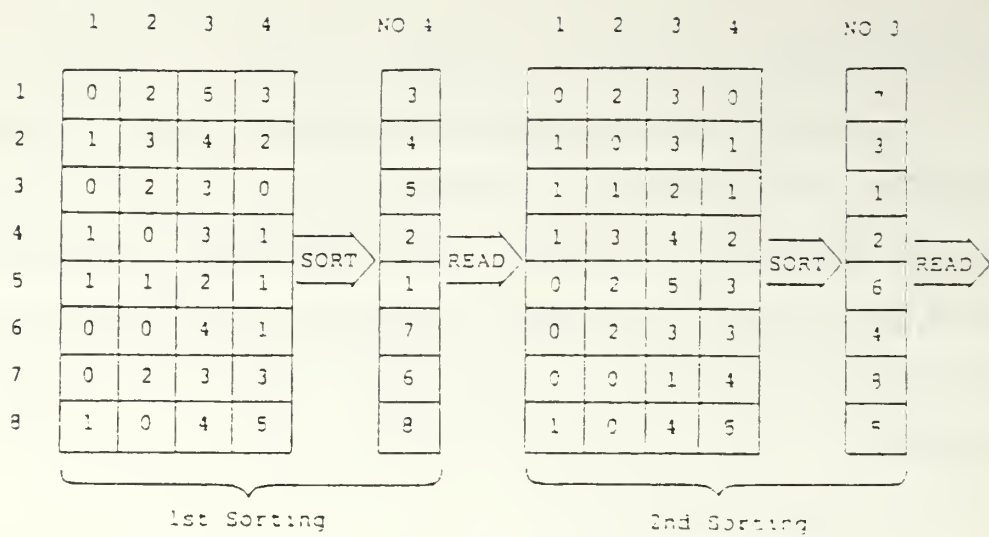 1 2 3 4 NO 4 1 2 3 4 NO 3
1 0 2 5 3 3 0 2 3 0 7
2 1 3 4 2 4 1 0 3 1 3
3 0 2 3 0 5 1 1 2 1 1
4 1 0 3 1 2 1 3 4 2 2
SORT READ SORT READ
5 1 1 2 1 1 0 2 5 3 6
6 0 0 4 1 7 0 2 3 3 4
7 0 2 3 3 6 0 0 1 4 8
8 1 0 4 5 8 1 0 4 5 5
1st Sorting 2nd Sorting